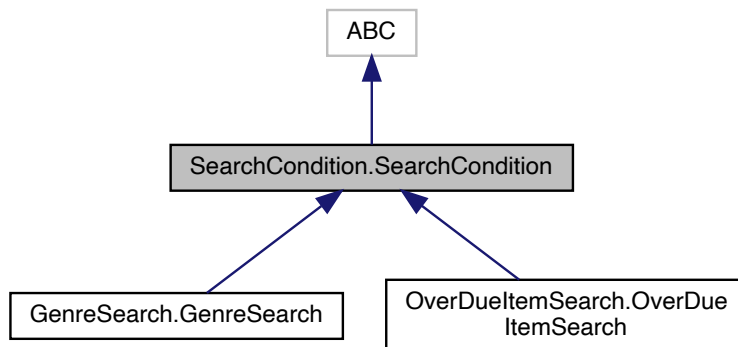 ABC
SearchCondition.SearchCondition
GenreSearch.GenreSearch
OverDueItemSearch.OverDue
ItemSearch